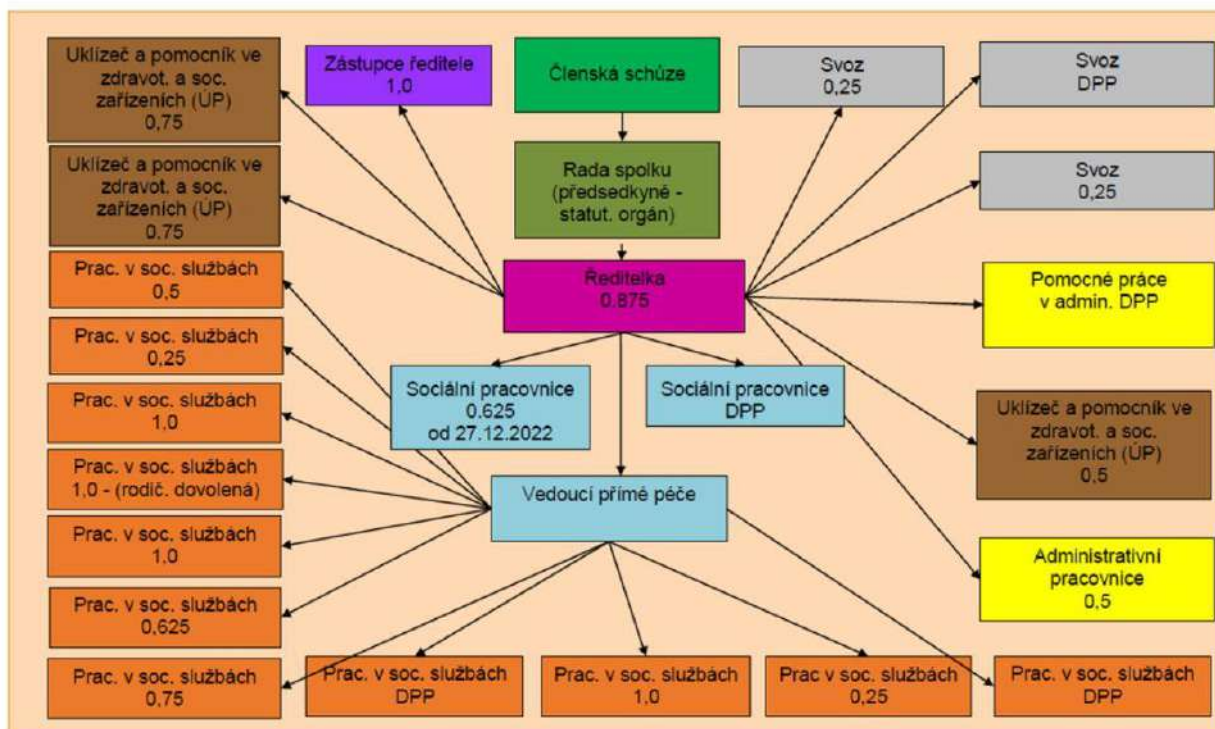 Uklízeč a pomocník ve
zdravot. a soc.
zařízeních (ÚP)
0,75
Zástupce ředitele
1,0
Členská schůze
Svoz
0,25
Svoz
DPP
Uklízeč a pomocník ve
zdravot. a soc.
zařízeních (ÚP)
0.75
Rada spolku
(předsedkyně -
statut. orgán)
Svoz
0,25
Prac. v soc. službách
0,5
Ředitelka
0.875
Pomocné práce
v admin. DPP
Prac. v soc. službách
0,25
Sociální pracovnice
0.625
od 27.12.2022
Sociální pracovnice
DPP
Prac. v soc. službách
1.0
Uklízeč a pomocník ve
zdravot. a soc.
zařízeních (ÚP)
0,5
Prac. v soc. službách
1,0 - (rodič. dovolená)
Vedoucí přímé péče
Prac. v soc. službách
1,0
Administrativní
pracovnice
0,5
Prac. v soc. službách
0,625
Prac. v soc. službách
0,75
Prac. v soc. službách
DPP
Prac. v soc. službách
1,0
Prac v soc. službách
0,25
Prac. v soc. službách
DPP